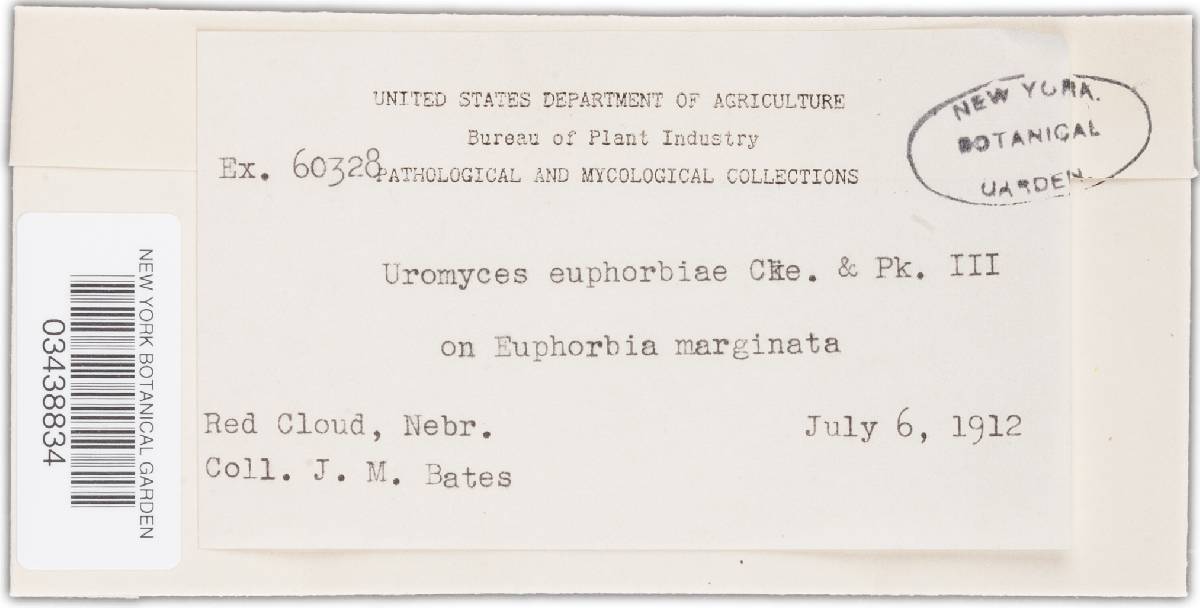 UNITED STATES DEPARTMENT OF AGRICULTURE
Bureau of Plant Industry
Ex. 60328 PATHOLOGICAL AND MYCOLOGICAL COLLECTIONS
NEW YORK
BOTANICAL
GARDEN
Uromyces euphorbiae Cke. & Pk. III
on Euphorbia marginata
Red Cloud, Nebr.
July 6, 1912
Coll. J. M. Bates
NEW YORK BOTANICAL GARDEN
03438834